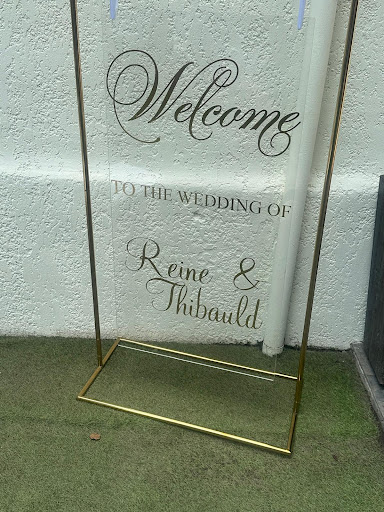 Welcome
TO THE WEDDING OF
Reine &
Thibauld